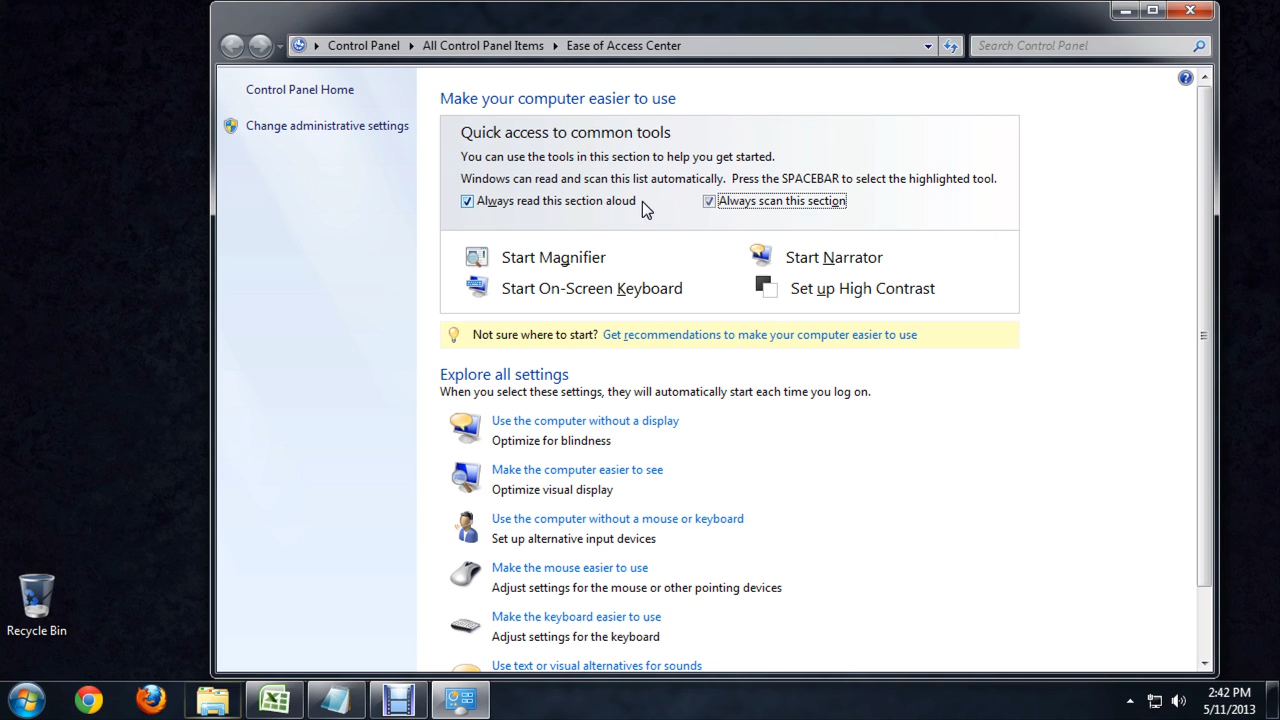 Control Panel All Control Panel Items Ease of Access Center Search Control Panel
Control Panel Home
Change administrative settings
Make your computer easier to use
Quick access to common tools
You can use the tools in this section to help you get started.
Windows can read and scan this list automatically. Press the SPACEBAR to select the highlighted tool.
Always read this section aloud Always scan this section
Start Magnifier Start Narrator
Start On-Screen Keyboard Set up High Contrast
Not sure where to start? Get recommendations to make your computer easier to use
Explore all settings
When you select these settings, they will automatically start each time you log on.
Use the computer without a display
Optimize for blindness
Make the computer easier to see
Optimize visual display
Use the computer without a mouse or keyboard
Set up alternative input devices
Make the mouse easier to use
Adjust settings for the mouse or other pointing devices
Make the keyboard easier to use
Adjust settings for the keyboard
Use text or visual alternatives for sounds
Recycle Bin
2:42 PM
5/11/2013